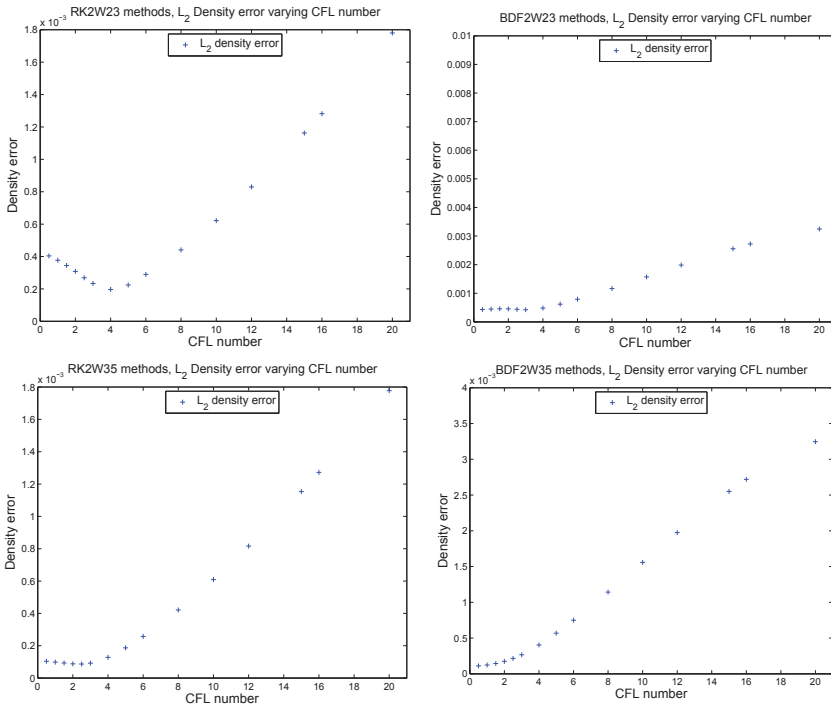 RK2W23 methods, L2 Density error varying CFL number
x 10−3
L2 density error
1.8
1.6
1.4
1.2
1
0.8
0.6
0.4
0.2
0
Density error
0 2 4 6 8 10 12 14 16 18 20
CFL number
BDF2W23 methods, L2 Density error varying CFL number
L2 density error
0.01
0.009
0.008
0.007
0.006
0.005
0.004
0.003
0.002
0.001
0
Density error
0 2 4 6 8 10 12 14 16 18 20
CFL number
RK2W35 methods, L2 Density error varying CFL number
x 10−3
L2 density error
1.8
1.6
1.4
1.2
1
0.8
0.6
0.4
0.2
0
Density error
0 2 4 6 8 10 12 14 16 18 20
CFL number
BDF2W35 methods, L2 Density error varying CFL number
x 10−3
L2 density error
4
3.5
3
2.5
2
1.5
1
0.5
0
Density error
0 2 4 6 8 10 12 14 16 18 20
CFL number